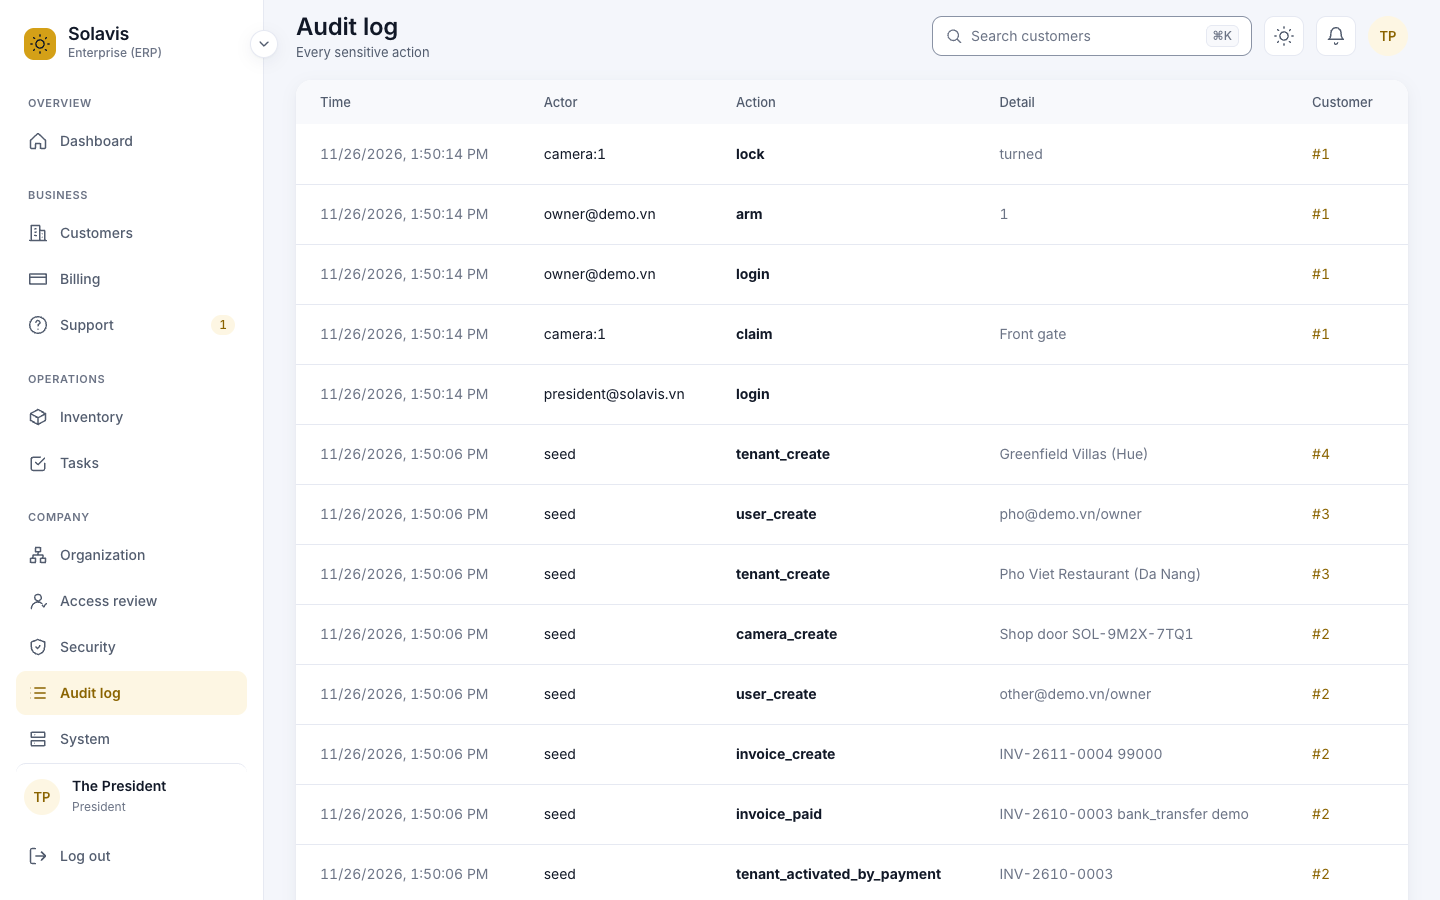 Solavis
Enterprise (ERP)
OVERVIEW
Dashboard
BUSINESS
Customers
Billing
Support 1
OPERATIONS
Inventory
Tasks
COMPANY
Organization
Access review
Security
Audit log
System
TP The President
President
Log out
Audit log
Every sensitive action
Search customers ⌘K
TP
Time Actor Action Detail Customer
11/26/2026, 1:50:14 PM camera:1 lock turned #1
11/26/2026, 1:50:14 PM owner@demo.vn arm 1 #1
11/26/2026, 1:50:14 PM owner@demo.vn login #1
11/26/2026, 1:50:14 PM camera:1 claim Front gate #1
11/26/2026, 1:50:14 PM president@solavis.vn login
11/26/2026, 1:50:06 PM seed tenant_create Greenfield Villas (Hue) #4
11/26/2026, 1:50:06 PM seed user_create pho@demo.vn/owner #3
11/26/2026, 1:50:06 PM seed tenant_create Pho Viet Restaurant (Da Nang) #3
11/26/2026, 1:50:06 PM seed camera_create Shop door SOL-9M2X-7TQ1 #2
11/26/2026, 1:50:06 PM seed user_create other@demo.vn/owner #2
11/26/2026, 1:50:06 PM seed invoice_create INV-2611-0004 99000 #2
11/26/2026, 1:50:06 PM seed invoice_paid INV-2610-0003 bank_transfer demo #2
11/26/2026, 1:50:06 PM seed tenant_activated_by_payment INV-2610-0003 #2